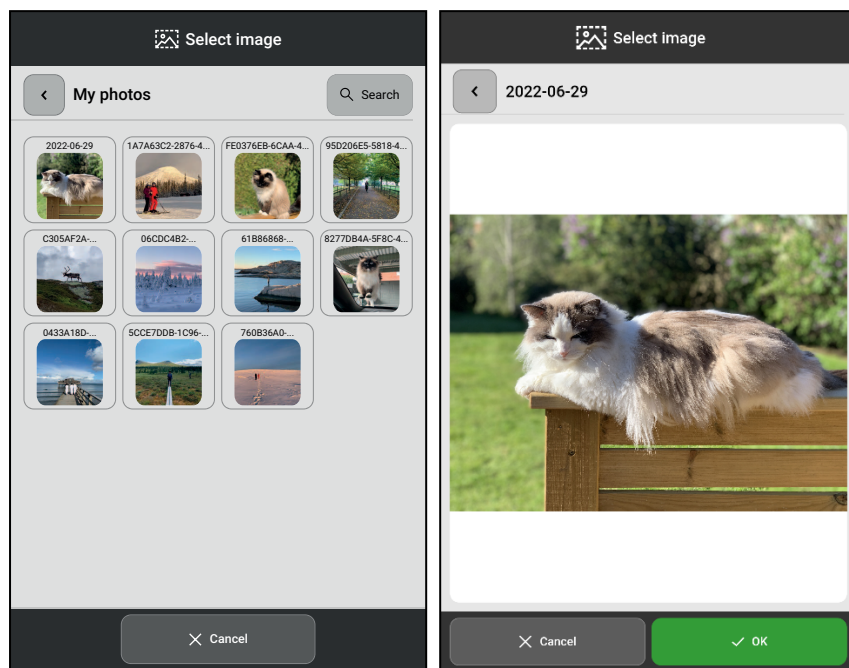 Select image
My photos
Search
2022-06-29
1A7A63C2-2876-4...
FE0376EB-6CAA-4...
95D206E5-5818-4...
C305AF2A-...
06CDC4B2-...
61B86868-...
8277DB4A-5F8C-4...
0433A18D-...
5CCE7DDB-1C96-...
760B36A0-...
Cancel
Select image
2022-06-29
Cancel
OK